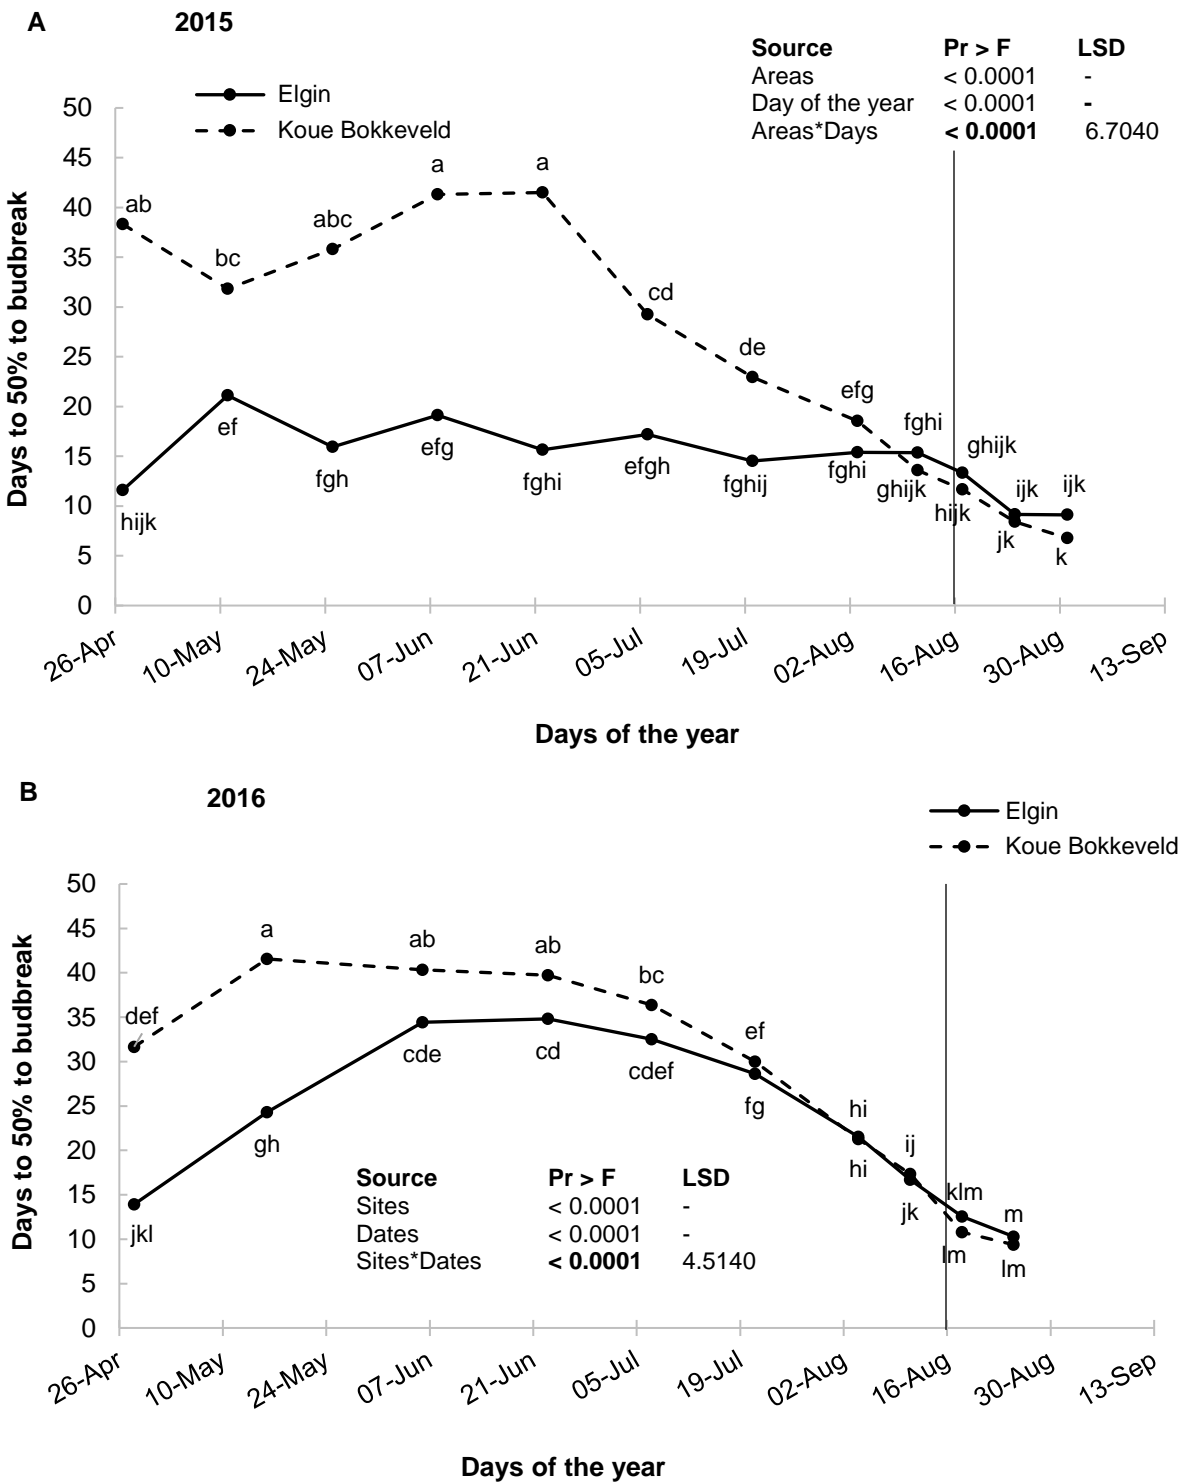 A 2015
Source Pr > F LSD
Areas < 0.0001 -
Day of the year < 0.0001 -
Areas*Days < 0.0001 6.7040
Elgin
Koue Bokkeveld
Days to 50% to budbreak
50
45
40
35
30
25
20
15
10
5
0
ab
bc
abc
a
a
cd
de
efg
ghijk
hijk
jk
k
hijk
ef
fgh
efg
fghi
efgh
fghij
fghi
fghi
ghijk
ijk
ijk
26-Apr 10-May 24-May 07-Jun 21-Jun 05-Jul 19-Jul 02-Aug 16-Aug 30-Aug 13-Sep
Days of the year
B 2016
Elgin
Koue Bokkeveld
Days to 50% to budbreak
50
45
40
35
30
25
20
15
10
5
0
def
a
ab
ab
bc
ef
hi
ij
klm
m
jkl
gh
cde
cd
cdef
fg
hi
jk
lm
lm
Source Pr > F LSD
Sites < 0.0001 -
Dates < 0.0001 -
Sites*Dates < 0.0001 4.5140
26-Apr 10-May 24-May 07-Jun 21-Jun 05-Jul 19-Jul 02-Aug 16-Aug 30-Aug 13-Sep
Days of the year